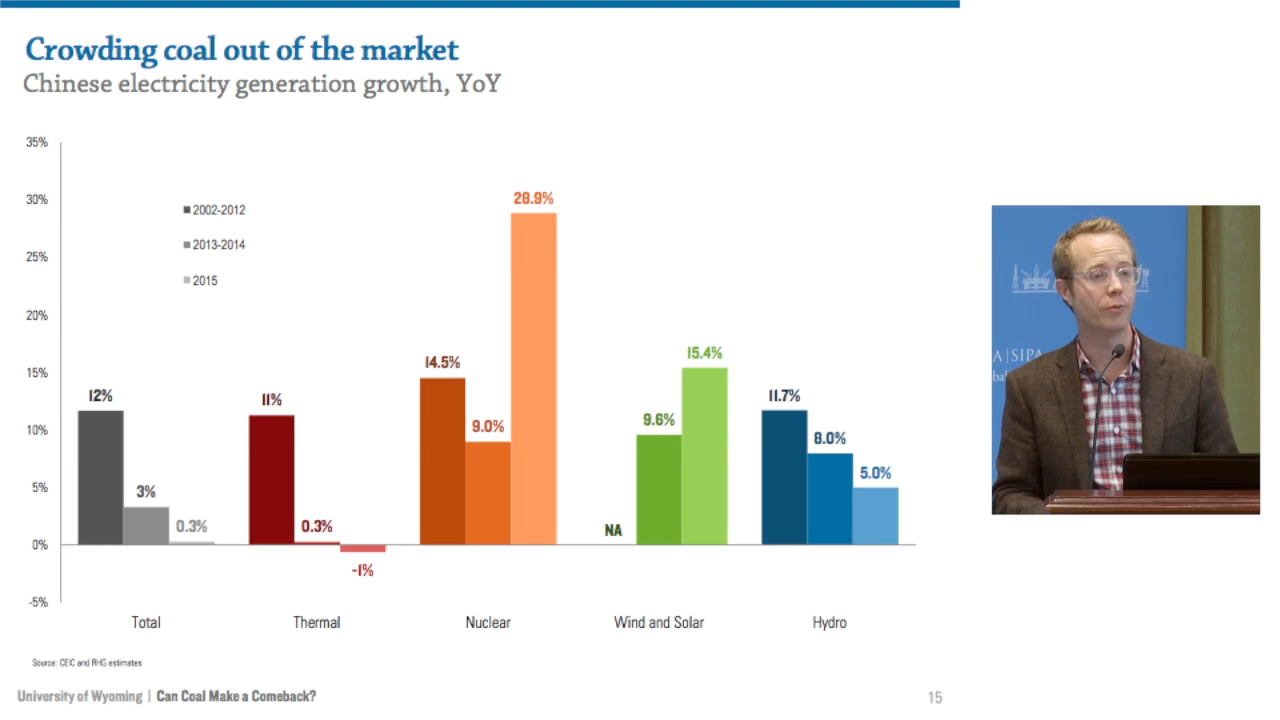 Crowding coal out of the market
Chinese electricity generation growth, YoY
35%
30%
25%
20%
15%
10%
5%
0%
-5%
2002-2012
2013-2014
2015
12%
3%
0.3%
11%
0.3%
-1%
14.5%
9.0%
28.9%
NA
9.6%
15.4%
11.7%
8.0%
5.0%
Total
Thermal
Nuclear
Wind and Solar
Hydro
Source: CEIC and RHG estimates
University of Wyoming | Can Coal Make a Comeback?
15
A | SIPA
bal